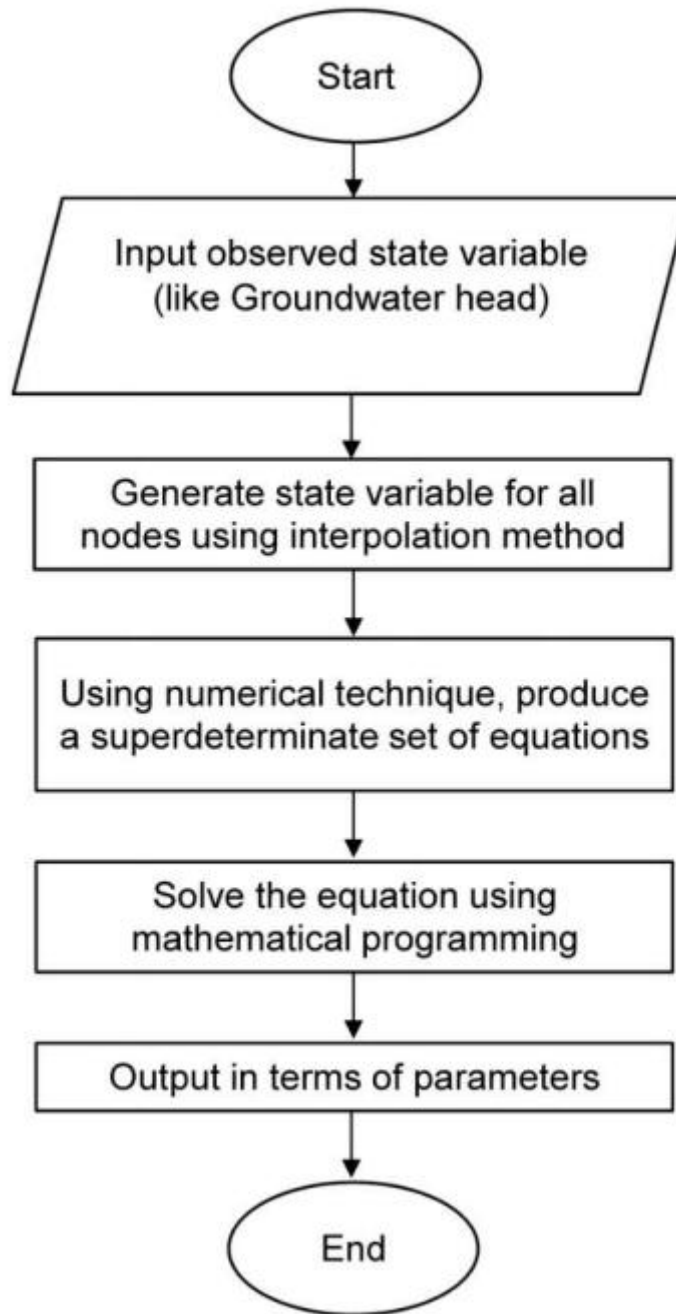 Start
Input observed state variable
(like Groundwater head)
Generate state variable for all
nodes using interpolation method
Using numerical technique, produce
a superdeterminate set of equations
Solve the equation using
mathematical programming
Output in terms of parameters
End